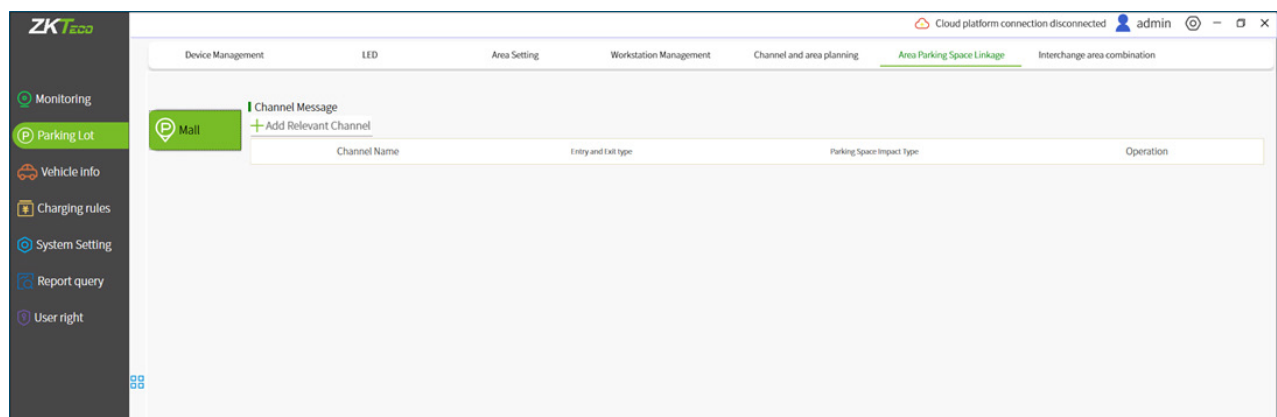 ZKTeco
Cloud platform connection disconnected admin
Device Management LED Area Setting Workstation Management Channel and area planning Area Parking Space Linkage Interchange area combination
Monitoring
Parking Lot
Vehicle info
Charging rules
System Setting
Report query
User right
Mall
Channel Message
Add Relevant Channel
Channel Name Entry and Exit type Parking Space Impact Type Operation